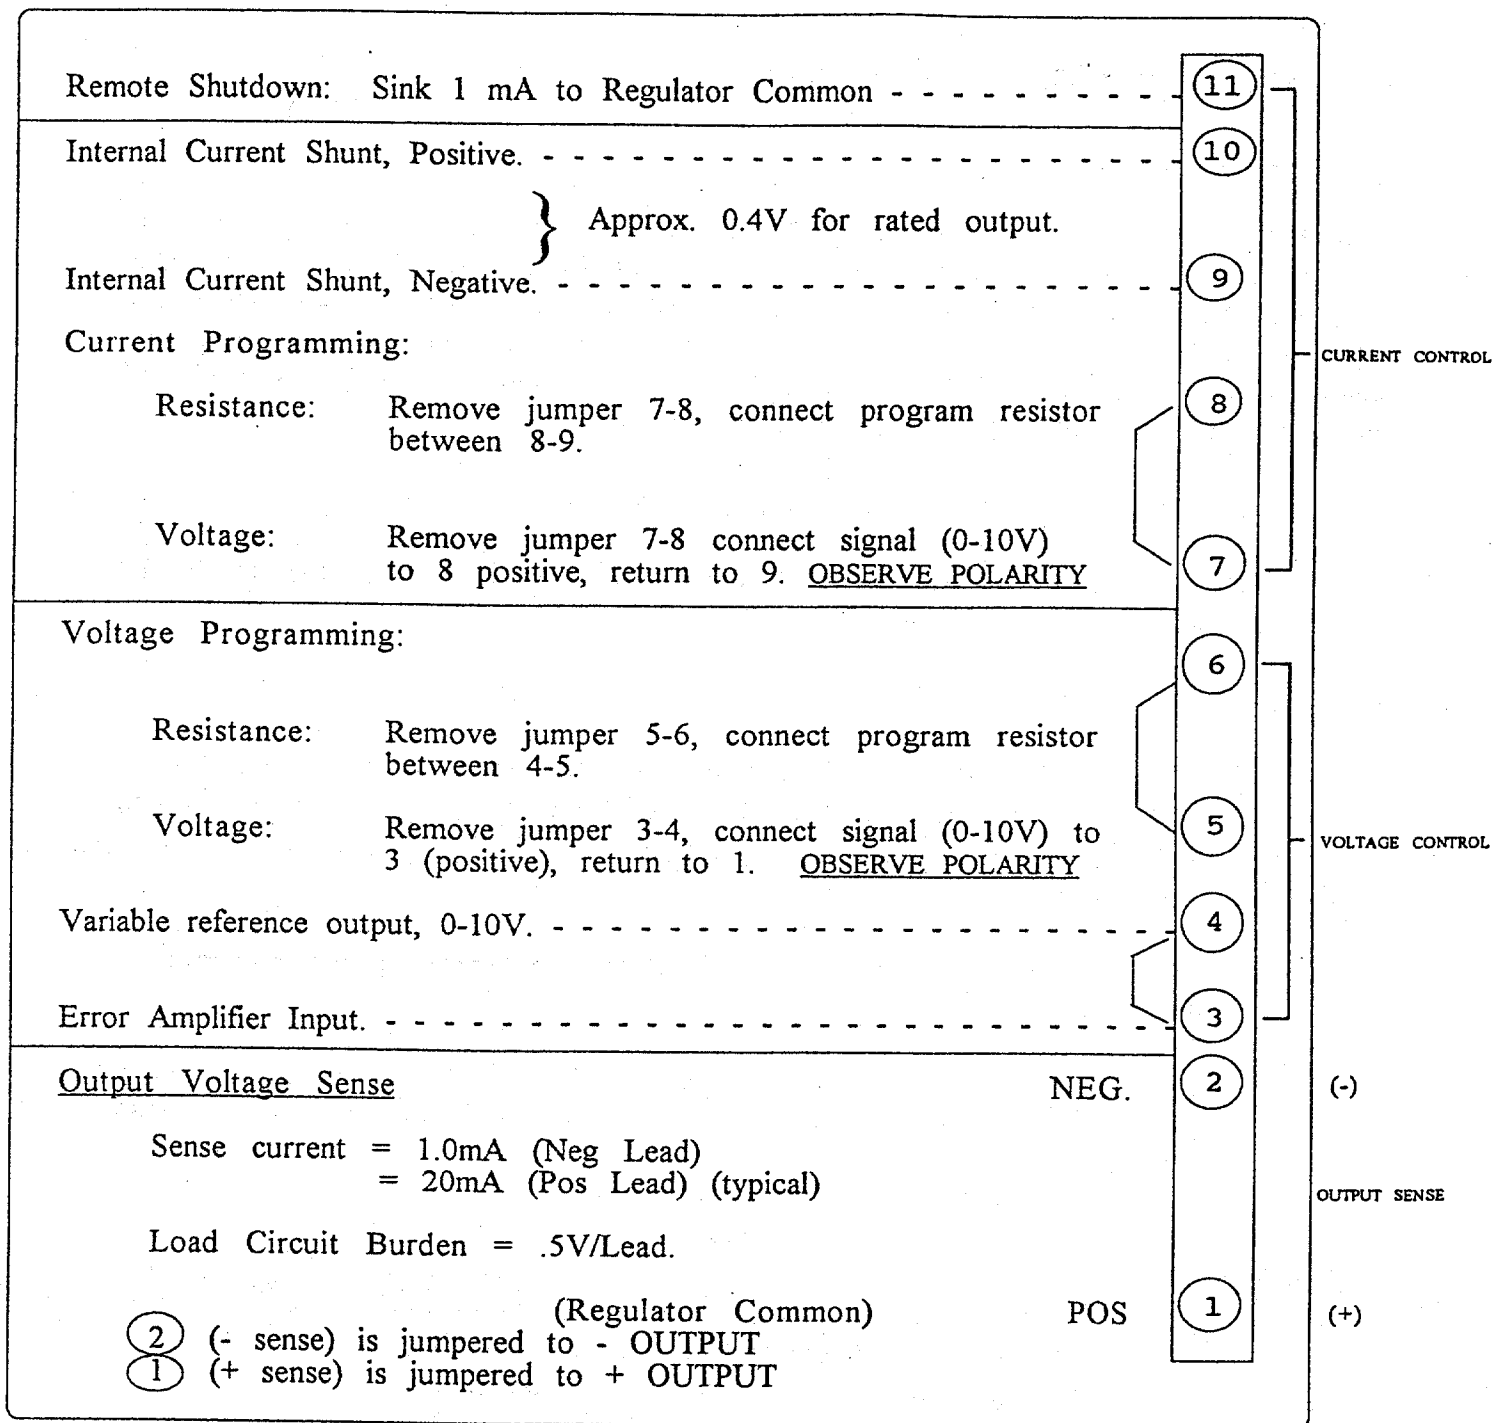 Remote Shutdown: Sink 1 mA to Regulator Common - - - - - - - - - - 11
Internal Current Shunt, Positive. - - - - - - - - - - - - - - - - - - - - - 10
} Approx. 0.4V for rated output.
Internal Current Shunt, Negative. - - - - - - - - - - - - - - - - - - - - - 9
Current Programming:
CURRENT CONTROL
Resistance: Remove jumper 7-8, connect program resistor 8
between 8-9.
Voltage: Remove jumper 7-8 connect signal (0-10V)
to 8 positive, return to 9. OBSERVE POLARITY 7
Voltage Programming:
6
Resistance: Remove jumper 5-6, connect program resistor
between 4-5.
Voltage: Remove jumper 3-4, connect signal (0-10V) to 5
3 (positive), return to 1. OBSERVE POLARITY
VOLTAGE CONTROL
Variable reference output, 0-10V. - - - - - - - - - - - - - - - - - - - - - 4
Error Amplifier Input. - - - - - - - - - - - - - - - - - - - - - - - - - - - 3
Output Voltage Sense NEG. 2 (-)
Sense current = 1.0mA (Neg Lead)
= 20mA (Pos Lead) (typical)
OUTPUT SENSE
Load Circuit Burden = .5V/Lead.
(Regulator Common) POS 1 (+)
2 (- sense) is jumpered to - OUTPUT
1 (+ sense) is jumpered to + OUTPUT